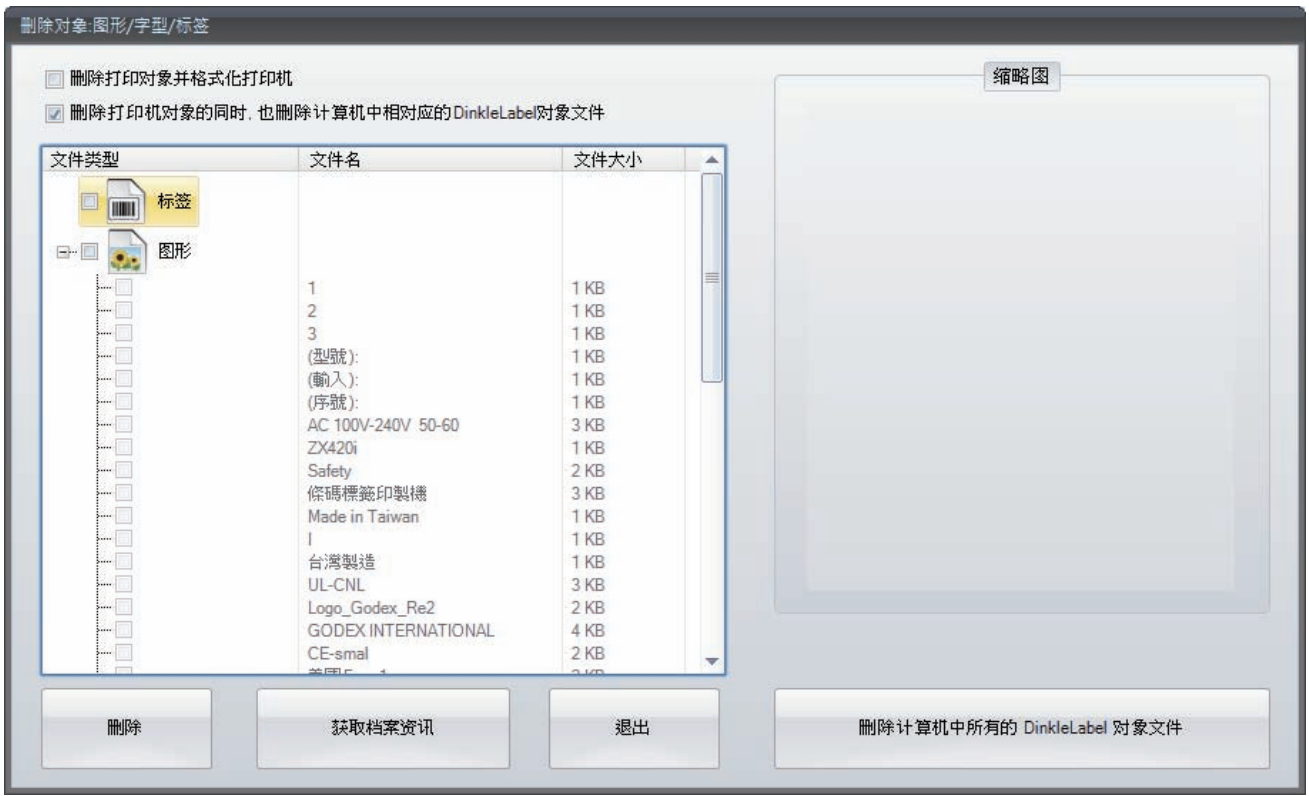 删除对象:图形/字型/标签
删除打印对象并格式化打印机
删除打印机对象的同时, 也删除计算机中相对应的DinkleLabel对象文件
缩略图
文件类型 文件名 文件大小
标签
图形
1 1 KB
2 1 KB
3 1 KB
(型號): 1 KB
(輸入): 1 KB
(序號): 1 KB
AC 100V-240V 50-60 3 KB
ZX420i 1 KB
Safety 2 KB
條碼標籤印製機 3 KB
Made in Taiwan 1 KB
I 1 KB
台灣製造 1 KB
UL-CNL 3 KB
Logo_Godex_Re2 2 KB
GODEX INTERNATIONAL 4 KB
CE-smal 2 KB
删除 获取档案资讯 退出 删除计算机中所有的 DinkleLabel 对象文件